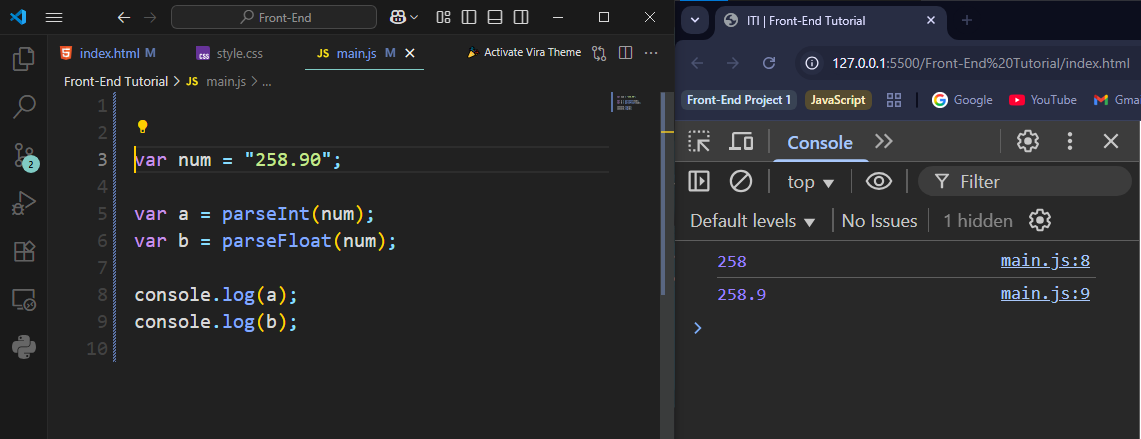 Front-End
index.html M
style.css
JS main.js M
Activate Vira Theme
Front-End Tutorial > JS main.js > ...
1
2
3 var num = "258.90";
4
5 var a = parseInt(num);
6 var b = parseFloat(num);
7
8 console.log(a);
9 console.log(b);
10
2
ITI | Front-End Tutorial
127.0.0.1:5500/Front-End%20Tutorial/index.html
Front-End Project 1 JavaScript Google YouTube Gma
Console
top Filter
Default levels No Issues 1 hidden
258 main.js:8
258.9 main.js:9